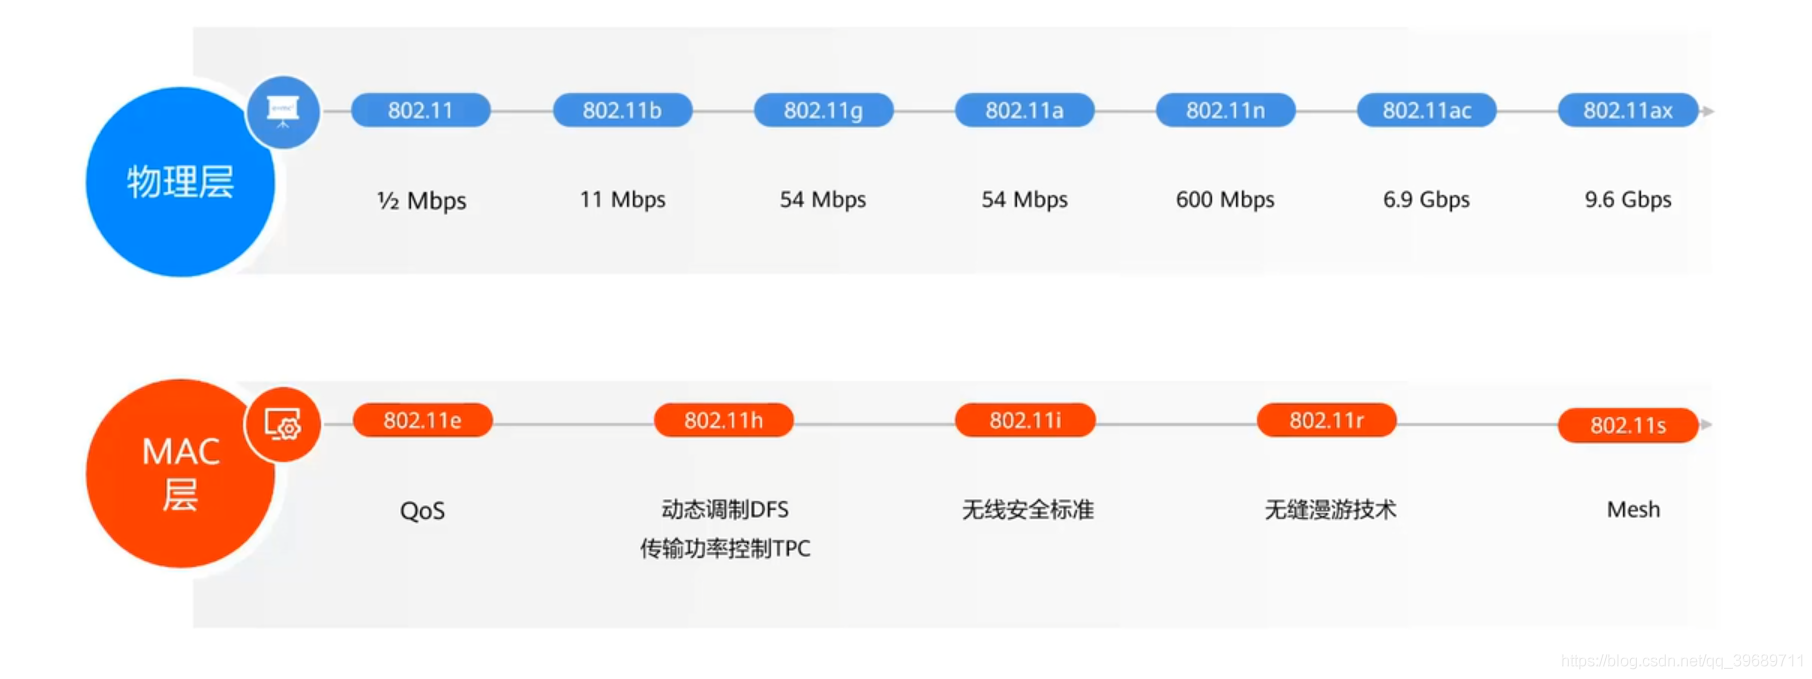 物理层
802.11
802.11b
802.11g
802.11a
802.11n
802.11ac
802.11ax
½ Mbps
11 Mbps
54 Mbps
54 Mbps
600 Mbps
6.9 Gbps
9.6 Gbps
MAC
层
802.11e
802.11h
802.11i
802.11r
802.11s
QoS
动态调制DFS
传输功率控制TPC
无线安全标准
无缝漫游技术
Mesh
https://blog.csdn.net/qq_39689711